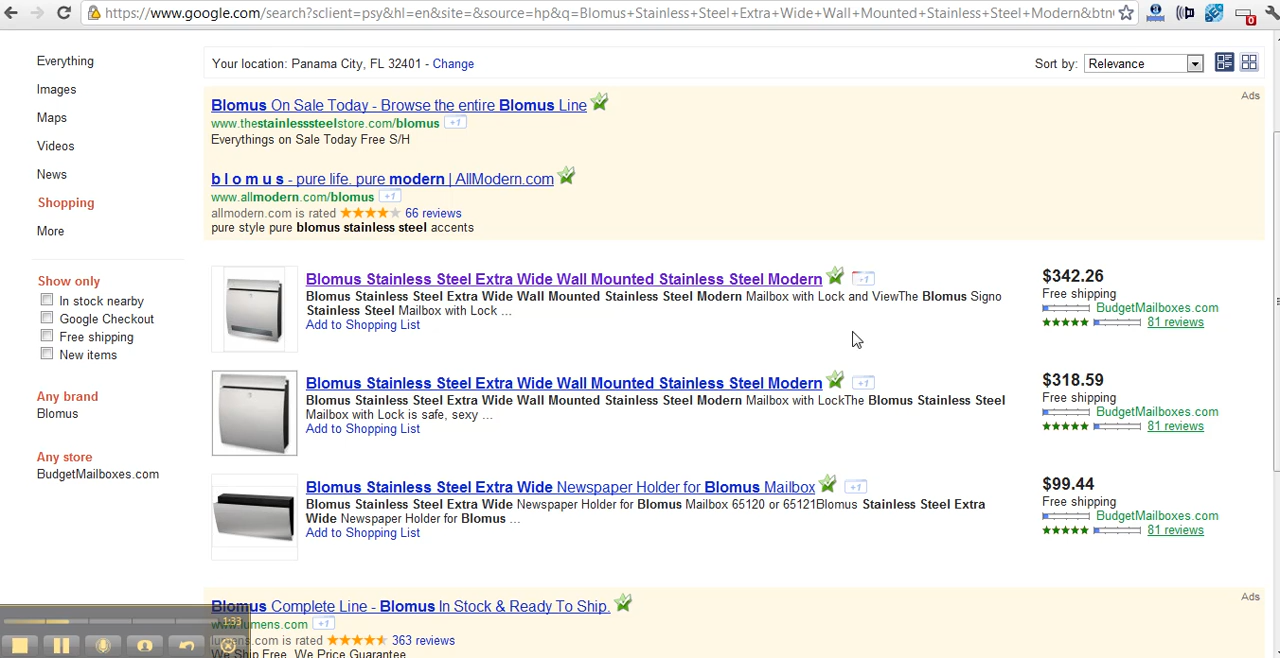 https://www.google.com/search?sclient=psy&hl=en&site=&source=hp&q=Blomus+Stainless+Steel+Extra+Wide+Wall+Mounted+Stainless+Steel+Modern&btn
0
Everything
Images
Maps
Videos
News
Shopping
More
Show only
In stock nearby
Google Checkout
Free shipping
New items
Any brand
Blomus
Any store
BudgetMailboxes.com
Your location: Panama City, FL 32401 - Change
Sort by: Relevance
Ads
Blomus On Sale Today - Browse the entire Blomus Line
www.thestainlesssteelstore.com/blomus +1
Everythings on Sale Today Free S/H
b l o m u s - pure life. pure modern | AllModern.com
www.allmodern.com/blomus +1
allmodern.com is rated 66 reviews
pure style pure blomus stainless steel accents
Blomus Stainless Steel Extra Wide Wall Mounted Stainless Steel Modern +1
Blomus Stainless Steel Extra Wide Wall Mounted Stainless Steel Modern Mailbox with Lock and ViewThe Blomus Signo
Stainless Steel Mailbox with Lock ...
Add to Shopping List
$342.26
Free shipping
BudgetMailboxes.com
81 reviews
Blomus Stainless Steel Extra Wide Wall Mounted Stainless Steel Modern +1
Blomus Stainless Steel Extra Wide Wall Mounted Stainless Steel Modern Mailbox with LockThe Blomus Stainless Steel
Mailbox with Lock is safe, sexy ...
Add to Shopping List
$318.59
Free shipping
BudgetMailboxes.com
81 reviews
Blomus Stainless Steel Extra Wide Newspaper Holder for Blomus Mailbox +1
Blomus Stainless Steel Extra Wide Newspaper Holder for Blomus Mailbox 65120 or 65121Blomus Stainless Steel Extra
Wide Newspaper Holder for Blomus ...
Add to Shopping List
$99.44
Free shipping
BudgetMailboxes.com
81 reviews
Ads
Blomus Complete Line - Blomus In Stock & Ready To Ship.
www.lumens.com +1
lumens.com is rated 363 reviews
We Ship Free. We Price Guarantee
1:33